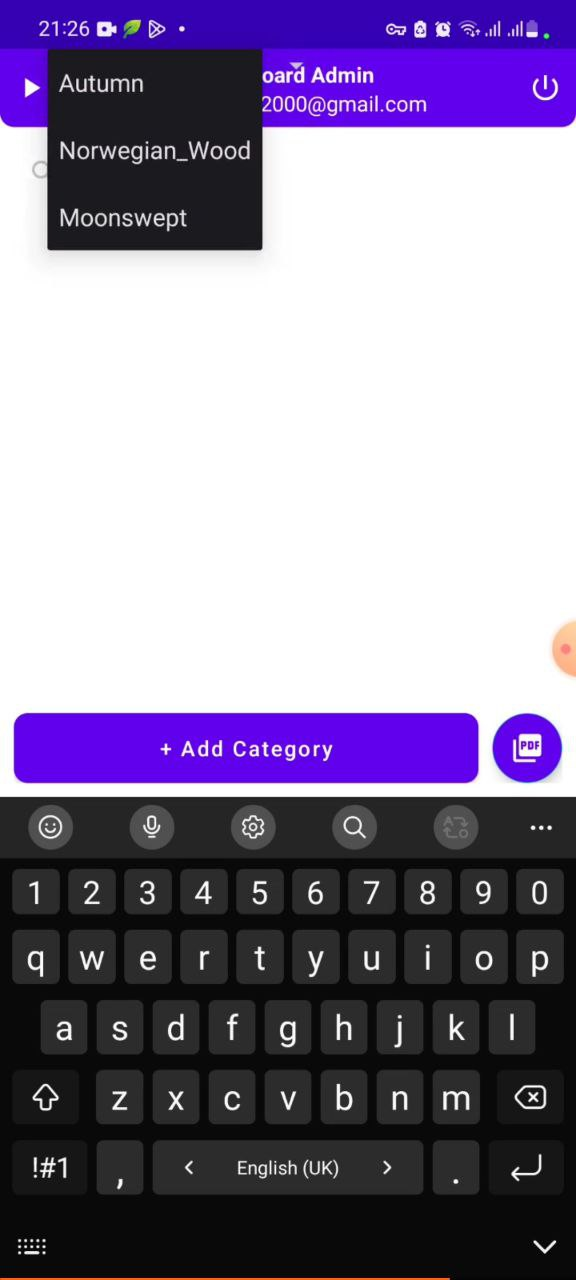 21:26
Autumn
oard Admin
2000@gmail.com
Norwegian_Wood
Moonswept
+ Add Category
PDF
1 2 3 4 5 6 7 8 9 0
q w e r t y u i o p
a s d f g h j k l
z x c v b n m
!#1 , < English (UK) > .